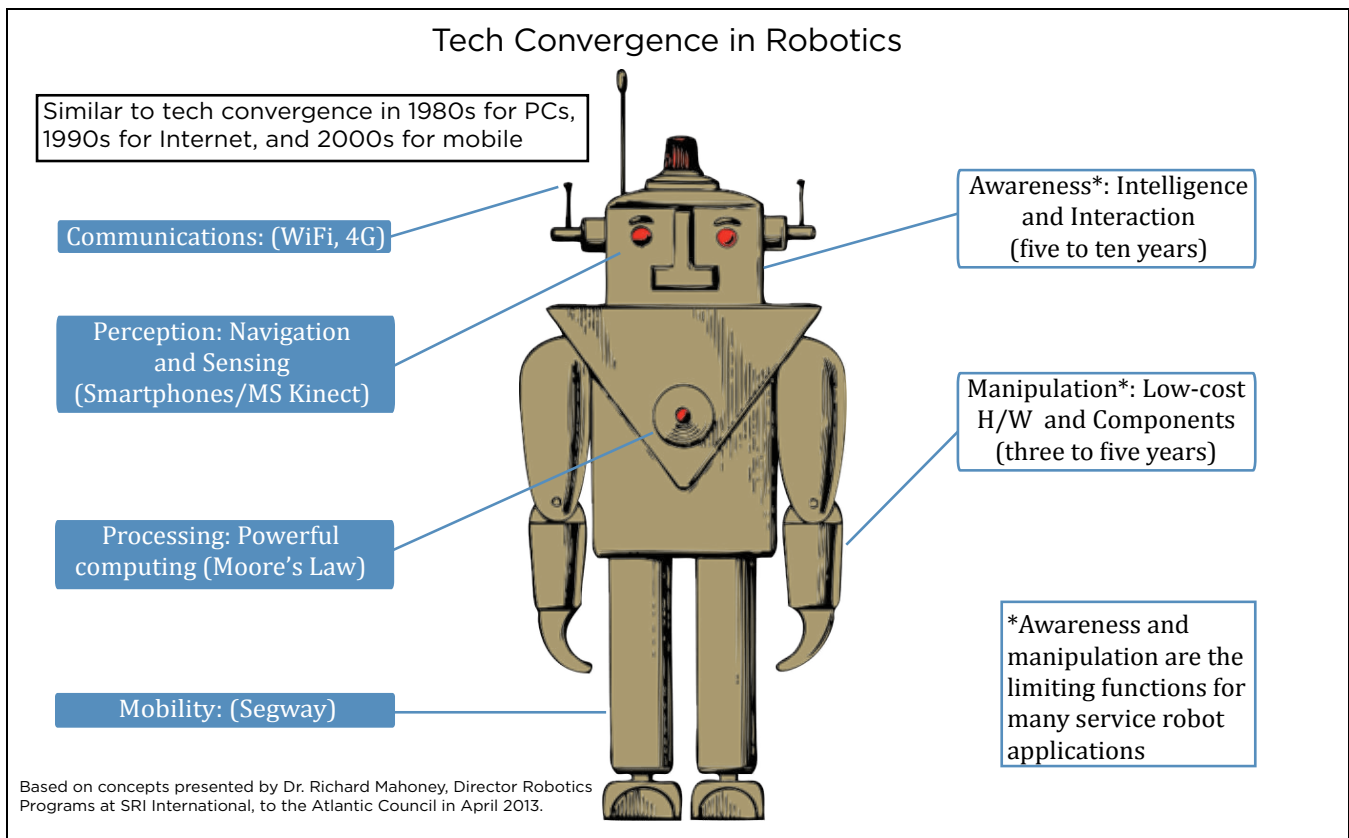 Tech Convergence in Robotics
Similar to tech convergence in 1980s for PCs,
1990s for Internet, and 2000s for mobile
Communications: (WiFi, 4G)
Perception: Navigation
and Sensing
(Smartphones/MS Kinect)
Processing: Powerful
computing (Moore’s Law)
Mobility: (Segway)
Awareness*: Intelligence
and Interaction
(five to ten years)
Manipulation*: Low-cost
H/W and Components
(three to five years)
*Awareness and
manipulation are the
limiting functions for
many service robot
applications
Based on concepts presented by Dr. Richard Mahoney, Director Robotics
Programs at SRI International, to the Atlantic Council in April 2013.